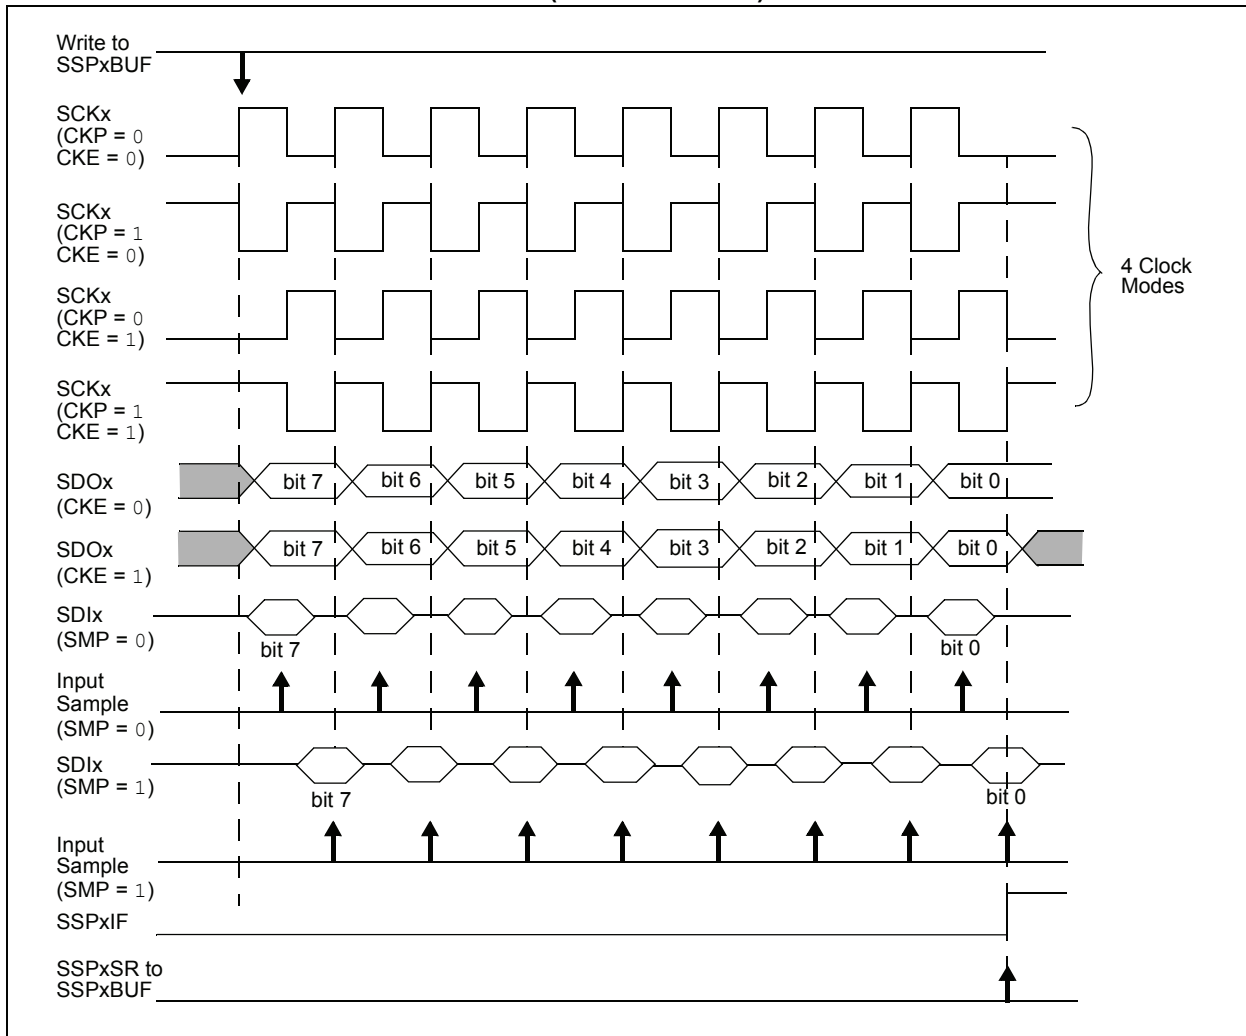 Write to
SSPxBUF
SCKx
(CKP = 0
CKE = 0)
SCKx
(CKP = 1
CKE = 0)
SCKx
(CKP = 0
CKE = 1)
SCKx
(CKP = 1
CKE = 1)
4 Clock
Modes
SDOx
(CKE = 0)
bit 7 bit 6 bit 5 bit 4 bit 3 bit 2 bit 1 bit 0
SDOx
(CKE = 1)
bit 7 bit 6 bit 5 bit 4 bit 3 bit 2 bit 1 bit 0
SDIx
(SMP = 0)
bit 7 bit 0
Input
Sample
(SMP = 0)
SDIx
(SMP = 1)
bit 7 bit 0
Input
Sample
(SMP = 1)
SSPxIF
SSPxSR to
SSPxBUF